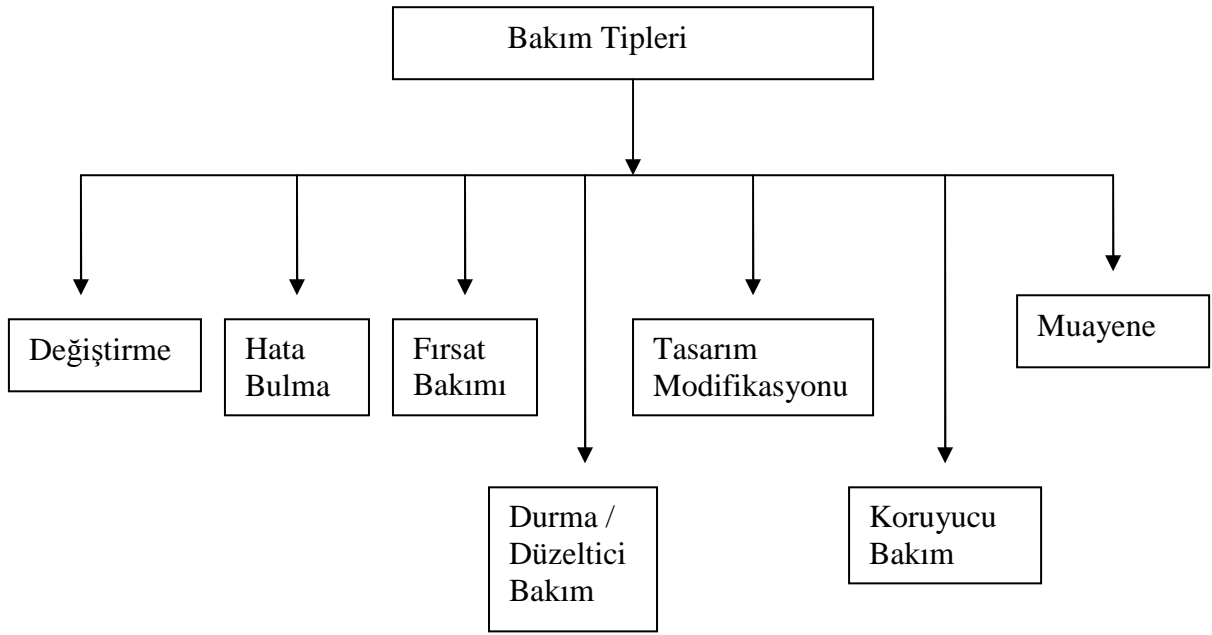 Bakım Tipleri
Değiştirme
Hata
Bulma
Fırsat
Bakımı
Tasarım
Modifikasyonu
Muayene
Durma /
Düzeltici
Bakım
Koruyucu
Bakım